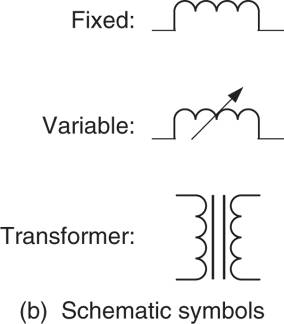 Fixed:
Variable:
Transformer:
(b) Schematic symbols